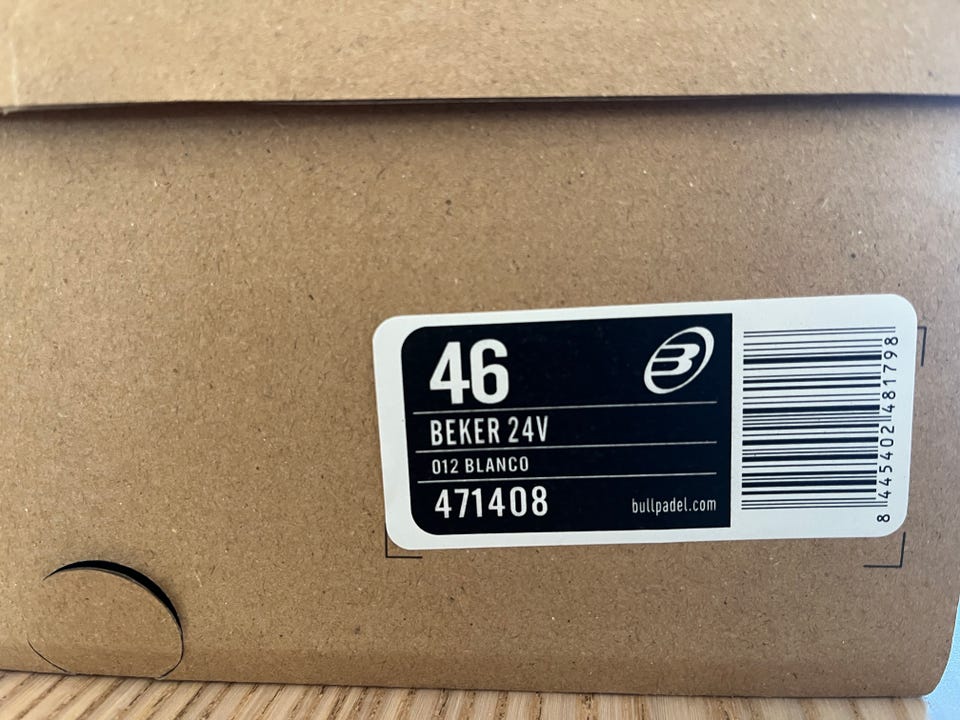 46
BEKER 24V
012 BLANCO
471408
bullpadel.com
8 445402 481798